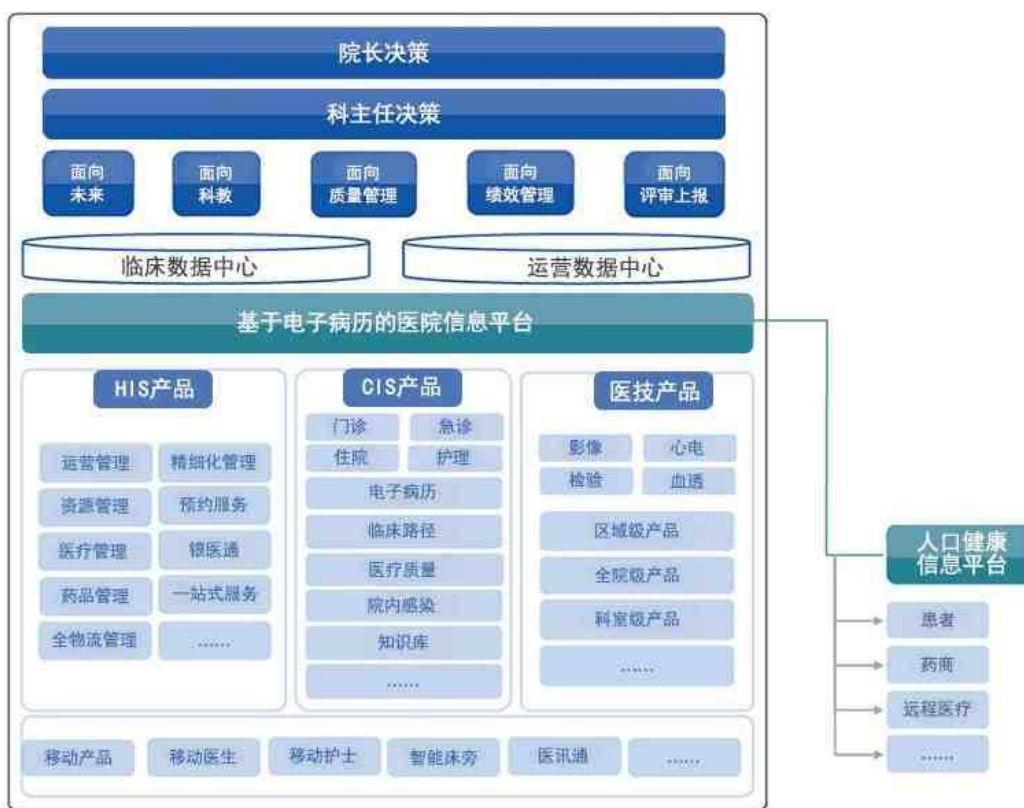 院长决策
科主任决策
面向
未来
面向
科教
面向
质量管理
面向
绩效管理
面向
评审上报
临床数据中心
运营数据中心
基于电子病历的医院信息平台
HIS产品
运营管理
精细化管理
资源管理
预约服务
医疗管理
银医通
药品管理
一站式服务
全物流管理
......
CIS产品
门诊
急诊
住院
护理
电子病历
临床路径
医疗质量
院内感染
知识库
......
医技产品
影像
心电
检验
血透
区域级产品
全院级产品
科室级产品
......
移动产品
移动医生
移动护士
智能床旁
医讯通
......
人口健康
信息平台
患者
药商
远程医疗
......